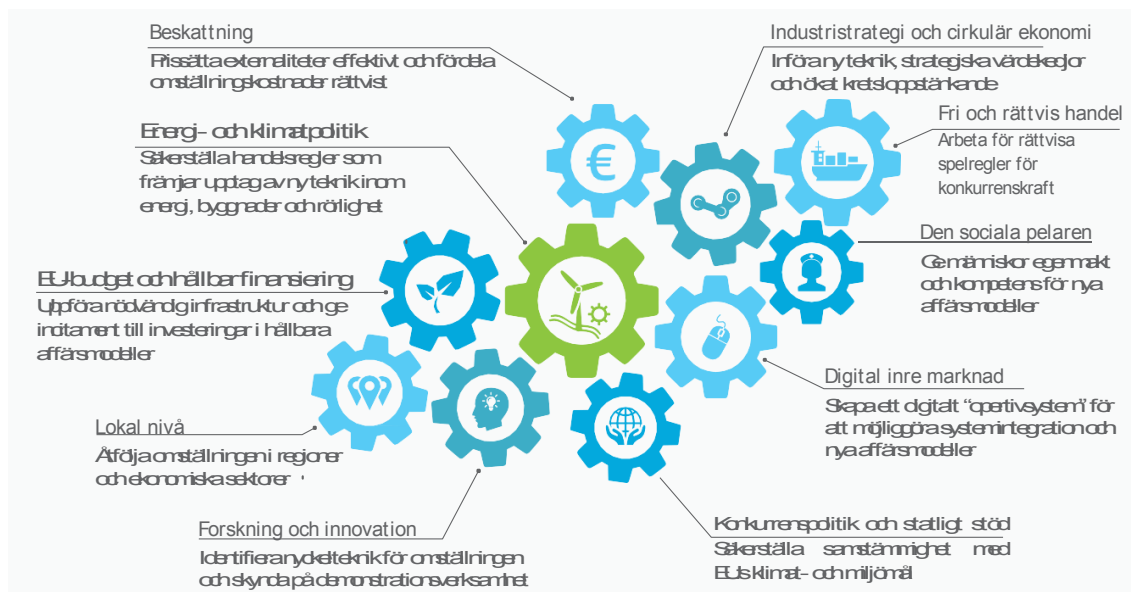 Beskattning
Prissätta externaliteter effektivt och fördela
omställningskostnader rättvist
Industristrategi och cirkulär ekonomi
Införa ny teknik, strategiska värdekedjor
och ökat kretsloppstänkande
Energi- och klimatpolitik
Säkerställa handelsregler som
främjar upptag av ny teknik inom
energi, byggnader och rörlighet
Fri och rättvis handel
Arbeta för rättvisa
spelregler för
konkurrenskraft
€
Den sociala pelaren
Ge människor egenmakt
och kompetens för nya
affärsmodeller
EU-budget och hållbar finansiering
Uppföra nödvändig infrastruktur och ge
incitament till investeringar i hållbara
affärsmodeller
Digital inre marknad
Skapa ett digitalt “opertivsystem” för
att möjliggöra systemintegration och
nya affärsmodeller
Lokal nivå
Åtfölja omställningen i regioner
och ekonomiska sektorer
Forskning och innovation
Identifiera nyckelteknik för omställningen
och skynda på demonstrationsverksamhet
Konkurrenspolitik och statligt stöd
Säkerställa samstämmighet med
EUs klimat- och miljömål